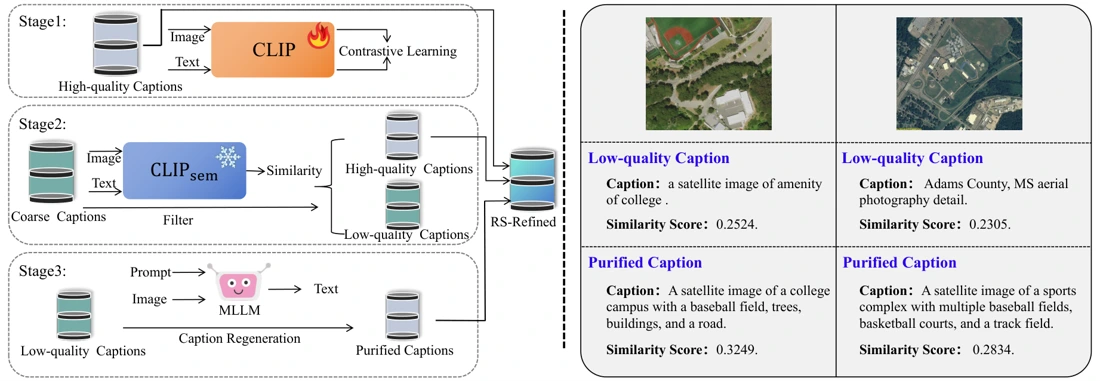 Stage1:
Image
Text
CLIP
Contrastive Learning
High-quality Captions
Stage2:
Image
Text
CLIPsem
Similarity
High-quality Captions
Coarse Captions
Filter
Low-quality Captions
RS-Refined
Stage3:
Prompt
Image
MLLM
Text
Low-quality Captions
Caption Regeneration
Purified Captions
Low-quality Caption
Caption: a satellite image of amenity
of college .
Similarity Score: 0.2524.
Low-quality Caption
Caption: Adams County, MS aerial
photography detail.
Similarity Score: 0.2305.
Purified Caption
Caption: A satellite image of a college
campus with a baseball field, trees,
buildings, and a road.
Similarity Score: 0.3249.
Purified Caption
Caption: A satellite image of a sports
complex with multiple baseball fields,
basketball courts, and a track field.
Similarity Score: 0.2834.